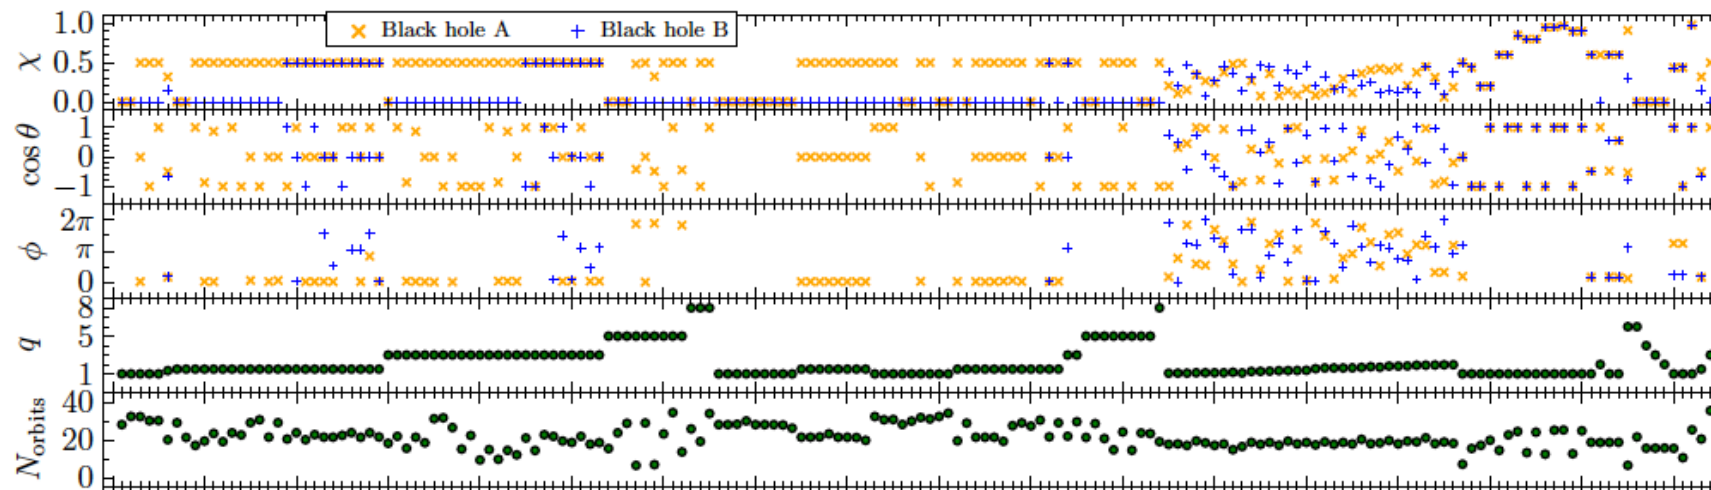 Black hole A Black hole B
χ
1.0
0.5
0.0
cos θ
1
0
−1
ϕ
2π
π
0
q
8
5
1
N_orbits
40
20
0